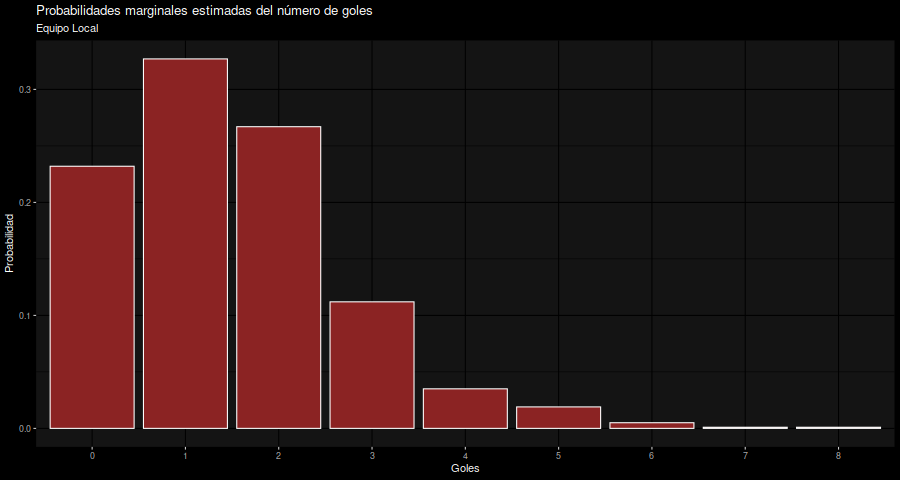 Probabilidades marginales estimadas del número de goles
Equipo Local
Probabilidad
0.3
0.2
0.1
0.0
0 1 2 3 4 5 6 7 8
Goles